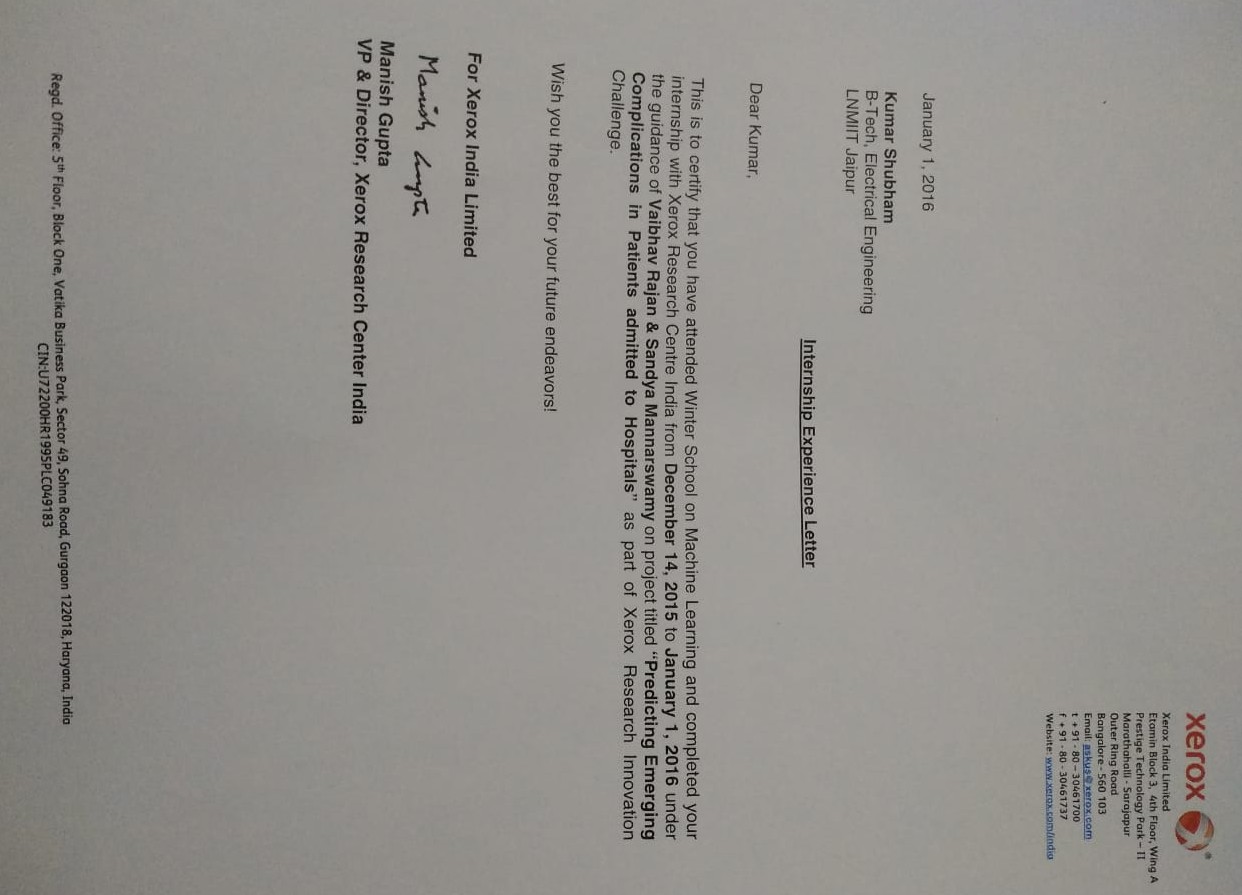 xerox
Xerox India Limited
Etamin Block 3, 4th Floor, Wing A
Prestige Technology Park – II
Marathahalli - Sarajapur
Outer Ring Road
Bangalore - 560 103
Email: askus@xerox.com
t + 91 - 80 – 30461700
f + 91 - 80 - 30461737
Website: www.xerox.com/india
January 1, 2016
Kumar Shubham
B-Tech, Electrical Engineering
LNMIIT Jaipur
Internship Experience Letter
Dear Kumar,
This is to certify that you have attended Winter School on Machine Learning and completed your
internship with Xerox Research Centre India from December 14, 2015 to January 1, 2016 under
the guidance of Vaibhav Rajan & Sandya Mannarswamy on project titled “Predicting Emerging
Complications in Patients admitted to Hospitals” as part of Xerox Research Innovation
Challenge.
Wish you the best for your future endeavors!
For Xerox India Limited
Manish Gupta
Manish Gupta
VP & Director, Xerox Research Center India
Regd. Office: 5th Floor, Block One, Vatika Business Park, Sector 49, Sohna Road, Gurgaon 122018, Haryana, India
CIN:U72200HR1995PLC049183